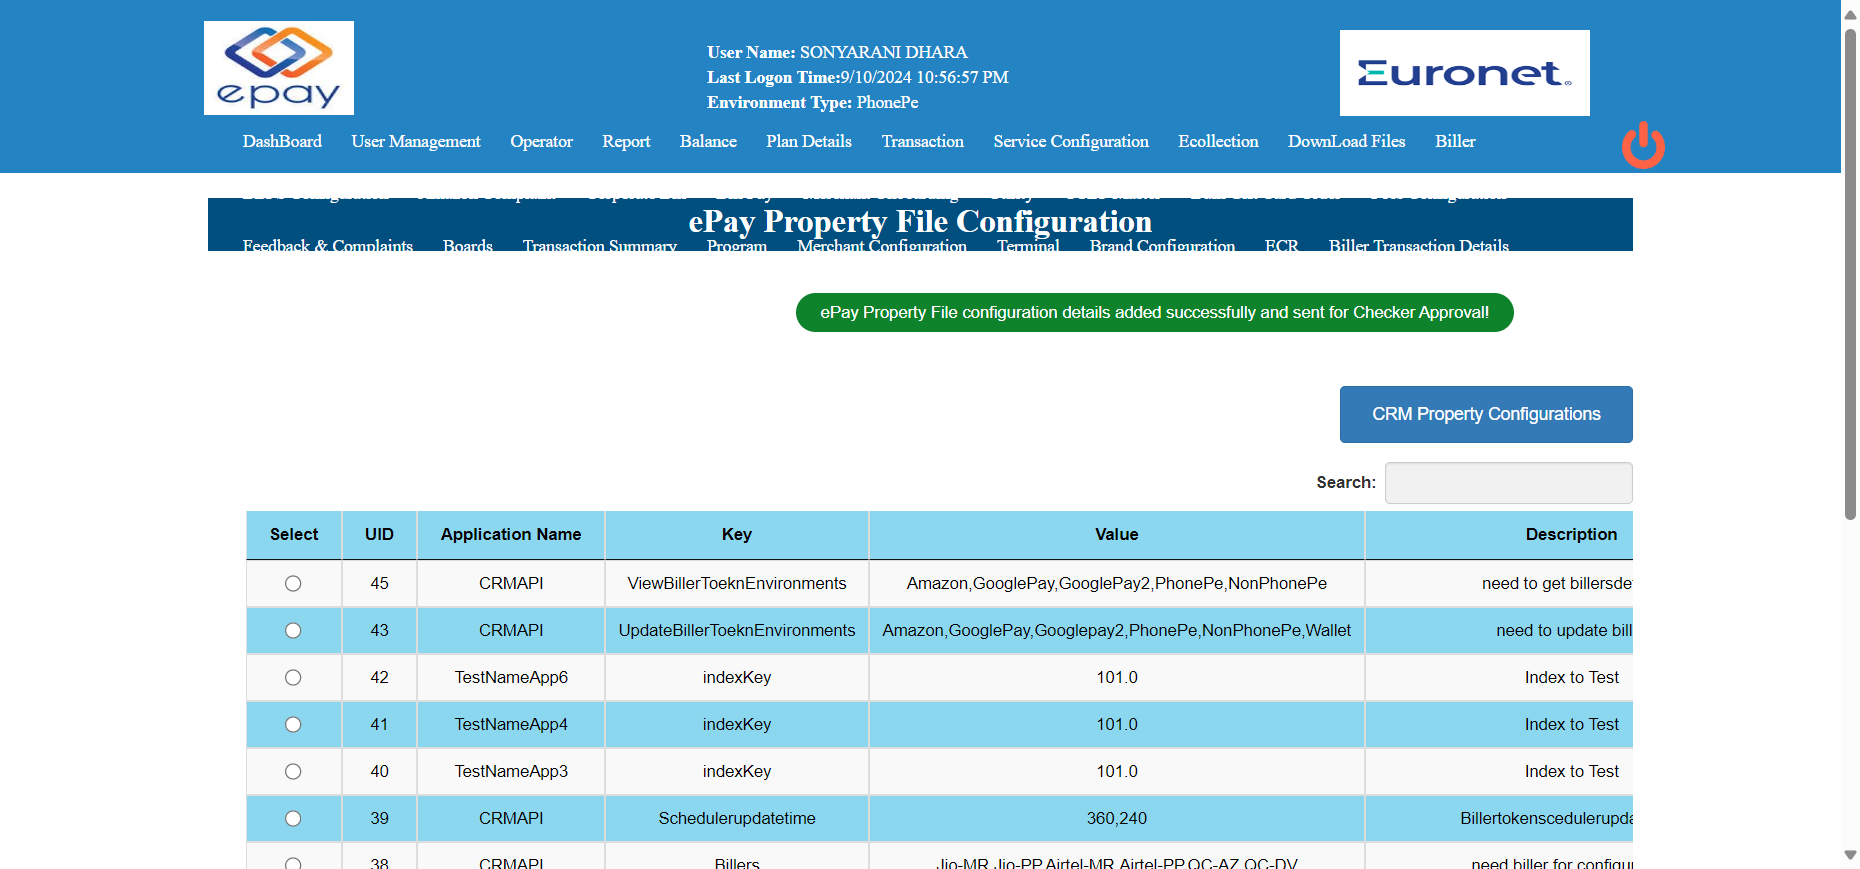 epay
User Name: SONYARANI DHARA
Last Logon Time:9/10/2024 10:56:57 PM
Environment Type: PhonePe
Euronet
DashBoard User Management Operator Report Balance Plan Details Transaction Service Configuration Ecollection DownLoad Files Biller
ePay Property File Configuration
Feedback & Complaints Boards Transaction Summary Program Merchant Configuration Terminal Brand Configuration ECR Biller Transaction Details
ePay Property File configuration details added successfully and sent for Checker Approval!
CRM Property Configurations
Search:
Select UID Application Name Key Value Description
45 CRMAPI ViewBillerToeknEnvironments Amazon,GooglePay,GooglePay2,PhonePe,NonPhonePe need to get billersde
43 CRMAPI UpdateBillerToeknEnvironments Amazon,GooglePay,Googlepay2,PhonePe,NonPhonePe,Wallet need to update bill
42 TestNameApp6 indexKey 101.0 Index to Test
41 TestNameApp4 indexKey 101.0 Index to Test
40 TestNameApp3 indexKey 101.0 Index to Test
39 CRMAPI Schedulerupdatetime 360,240 Billertokenscedulerupda
38 CRMAPI Billers Jio-MR,Jio-PP,Airtel-MR,Airtel-PP,QC-AZ,QC-DV need biller for configur